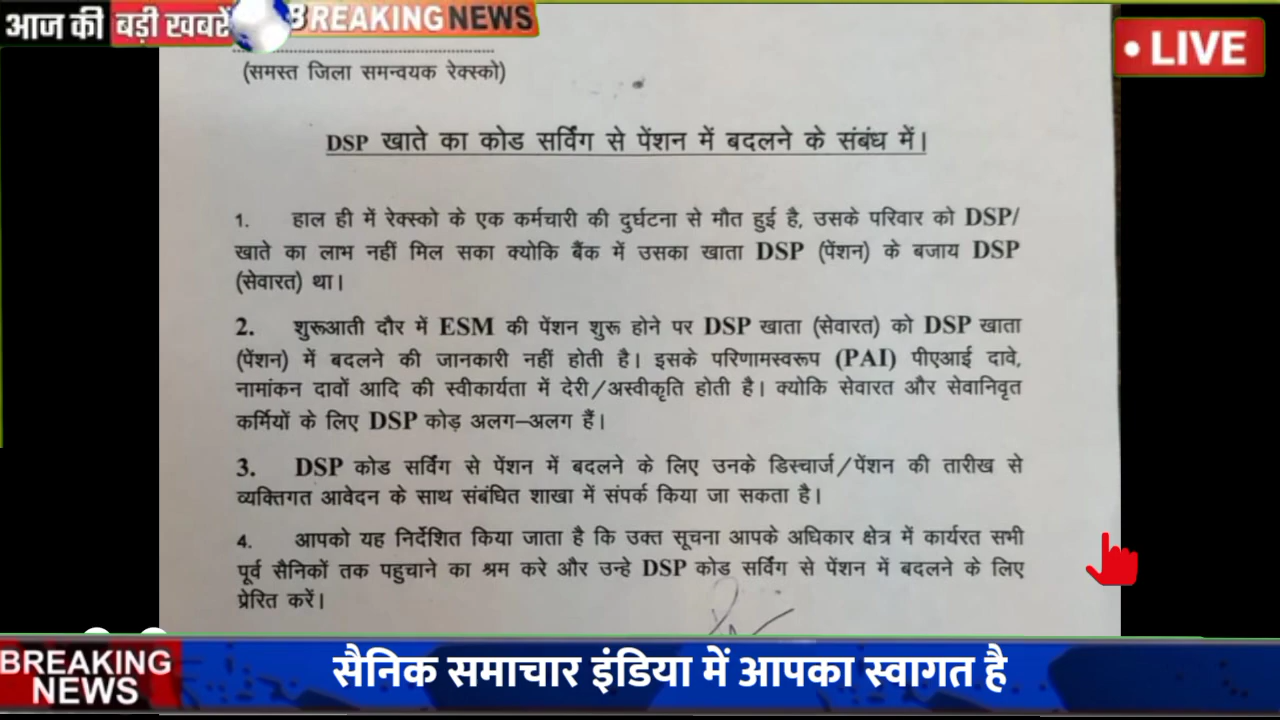 आज की बड़ी खबरें
BREAKING NEWS
LIVE
(समस्त जिला समन्वयक रेक्स्को)
DSP खाते का कोड सर्विंग से पेंशन में बदलने के संबंध में।
1. हाल ही में रेक्स्को के एक कर्मचारी की दुर्घटना से मौत हुई है, उसके परिवार को DSP/
खाते का लाभ नहीं मिल सका क्योकि बैंक में उसका खाता DSP (पेंशन) के बजाय DSP
(सेवारत) था।
2. शुरूआती दौर में ESM की पेंशन शुरू होने पर DSP खाता (सेवारत) को DSP खाता
(पेंशन) में बदलने की जानकारी नहीं होती है। इसके परिणामस्वरूप (PAI) पीएआई दावे,
नामांकन दावों आदि की स्वीकार्यता में देरी/अस्वीकृति होती है। क्योकि सेवारत और सेवानिवृत
कर्मियों के लिए DSP कोड़ अलग–अलग हैं।
3. DSP कोड सर्विंग से पेंशन में बदलने के लिए उनके डिस्चार्ज/पेंशन की तारीख से
व्यक्तिगत आवेदन के साथ संबंधित शाखा में संपर्क किया जा सकता है।
4. आपको यह निर्देशित किया जाता है कि उक्त सूचना आपके अधिकार क्षेत्र में कार्यरत सभी
पूर्व सैनिकों तक पहुचाने का श्रम करे और उन्हे DSP कोड सर्विंग से पेंशन में बदलने के लिए
प्रेरित करें।
BREAKING
NEWS
सैनिक समाचार इंडिया में आपका स्वागत है